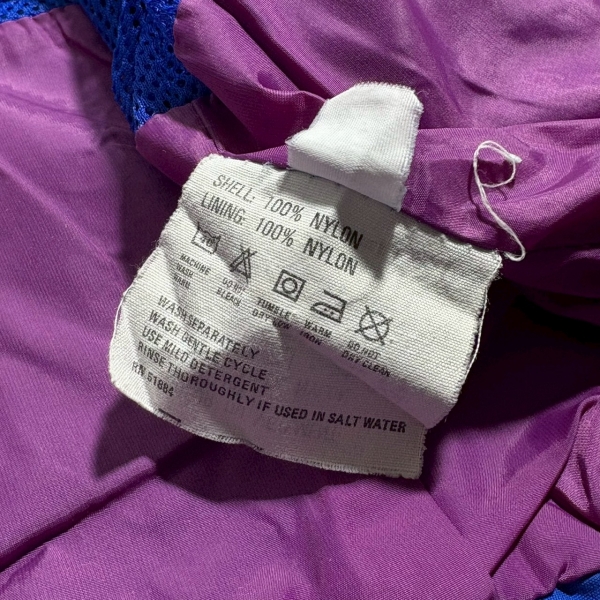 SHELL: 100% NYLON
LINING: 100% NYLON
MACHINE WASH WARM
DO NOT BLEACH
TUMBLE DRY LOW
WARM IRON
DO NOT DRY CLEAN
WASH SEPARATELY
WASH GENTLE CYCLE
USE MILD DETERGENT
RINSE THOROUGHLY IF USED IN SALT WATER
RN 61884